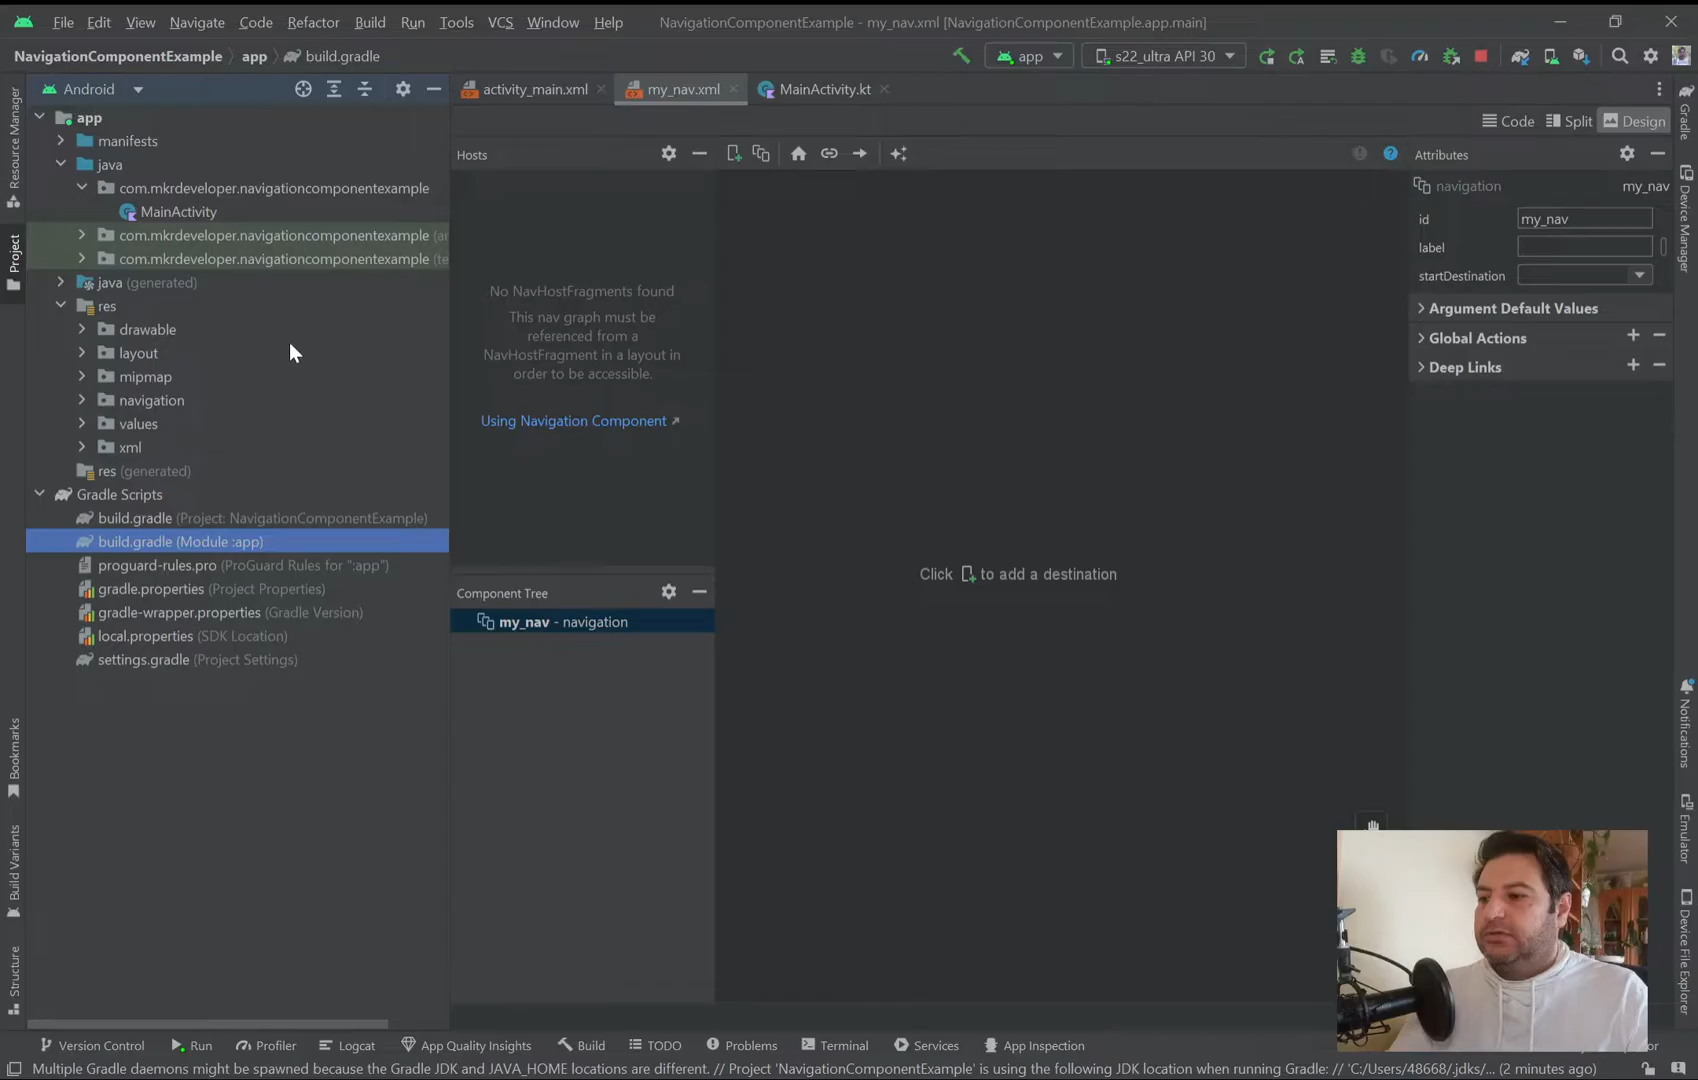 File Edit View Navigate Code Refactor Build Run Tools VCS Window Help NavigationComponentExample - my_nav.xml [NavigationComponentExample.app.main]
NavigationComponentExample app build.gradle app s22_ultra API 30
Android activity_main.xml my_nav.xml MainActivity.kt
Code Split Design
Hosts
Attributes
app
manifests
java
com.mkrdeveloper.navigationcomponentexample
MainActivity
com.mkrdeveloper.navigationcomponentexample
com.mkrdeveloper.navigationcomponentexample
java (generated)
res
drawable
layout
mipmap
navigation
values
xml
res (generated)
Gradle Scripts
build.gradle (Project: NavigationComponentExample)
build.gradle (Module :app)
proguard-rules.pro (ProGuard Rules for ":app")
gradle.properties (Project Properties)
gradle-wrapper.properties (Gradle Version)
local.properties (SDK Location)
settings.gradle (Project Settings)
No NavHostFragments found
This nav graph must be
referenced from a
NavHostFragment in a layout in
order to be accessible.
Using Navigation Component
Component Tree
my_nav - navigation
Click to add a destination
navigation my_nav
id my_nav
label
startDestination
Argument Default Values
Global Actions
Deep Links
Resource Manager
Project
Bookmarks
Build Variants
Structure
Gradle
Device Manager
Notifications
Emulator
Device File Explorer
Version Control Run Profiler Logcat App Quality Insights Build TODO Problems Terminal Services App Inspection
Multiple Gradle daemons might be spawned because the Gradle JDK and JAVA_HOME locations are different. // Project 'NavigationComponentExample' is using the following JDK location when running Gradle: // 'C:/Users/48668/.jdks/... (2 minutes ago)